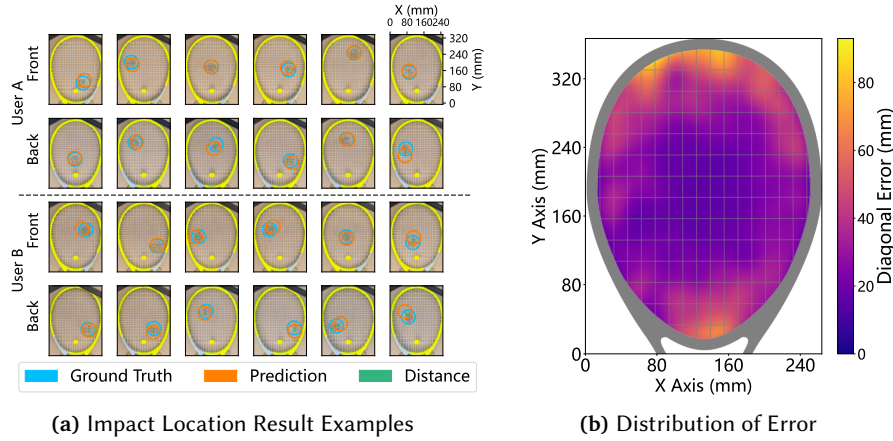 X (mm)
0 80 160 240
320
240
160
80
0
Y (mm)
User A
Front
Back
User B
Front
Back
Ground Truth
Prediction
Distance
(a) Impact Location Result Examples
320
240
160
80
0
Y Axis (mm)
0 80 160 240
X Axis (mm)
80
60
40
20
0
Diagonal Error (mm)
(b) Distribution of Error